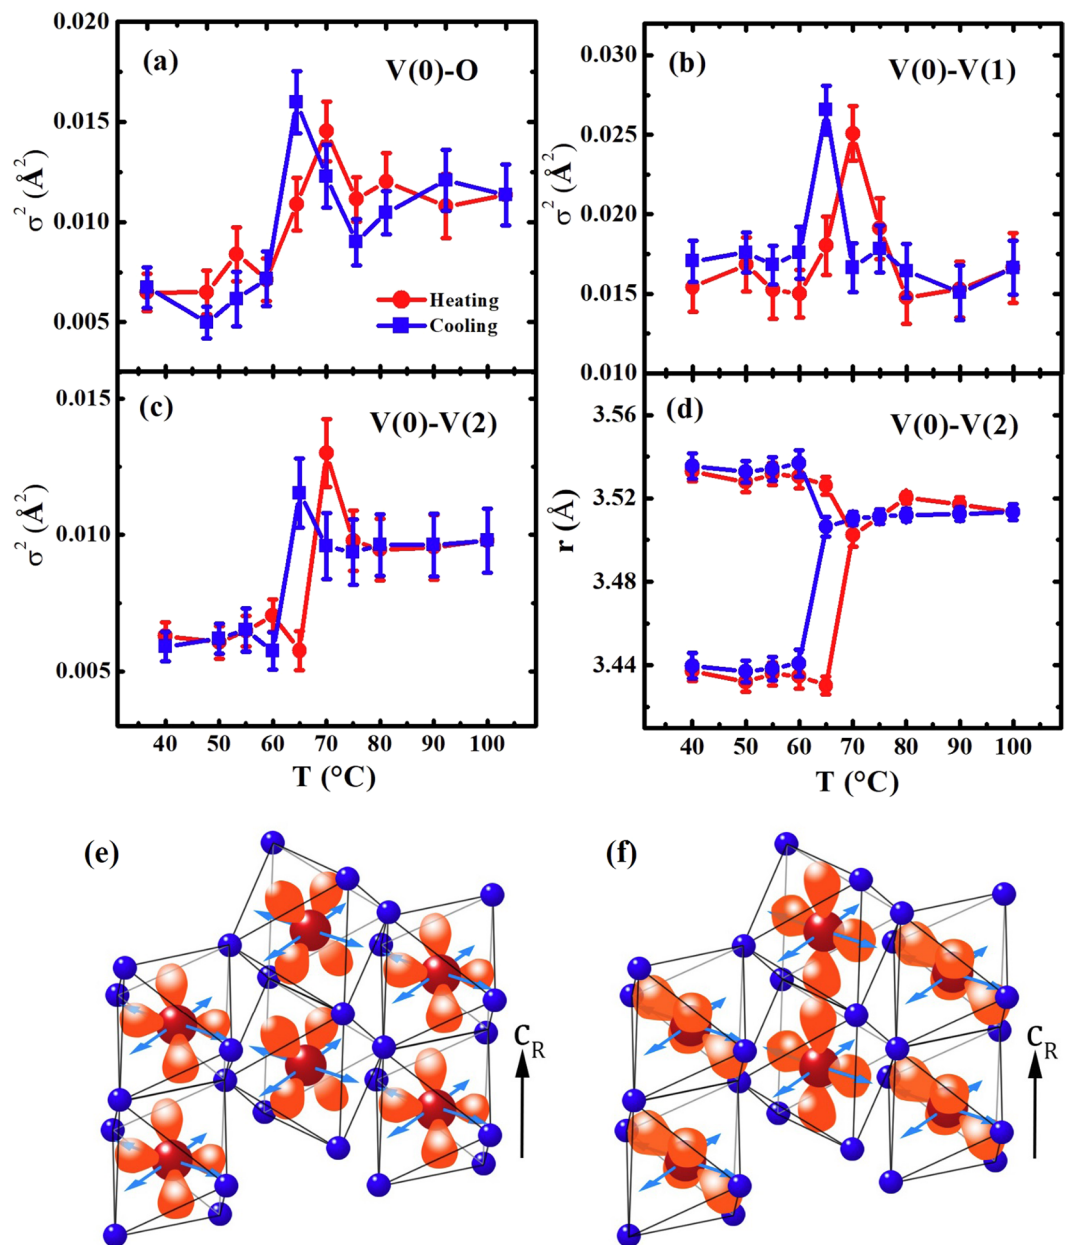 0.020
(a)
V(0)-O
0.015
σ² (Å²)
0.010
0.005
Heating
Cooling
0.030
(b)
V(0)-V(1)
0.025
σ² (Å²)
0.020
0.015
0.010
0.015
(c)
V(0)-V(2)
σ² (Å²)
0.010
0.005
40 50 60 70 80 90 100
T (°C)
3.56
(d)
V(0)-V(2)
3.52
r (Å)
3.48
3.44
40 50 60 70 80 90 100
T (°C)
(e)
C_R
(f)
C_R